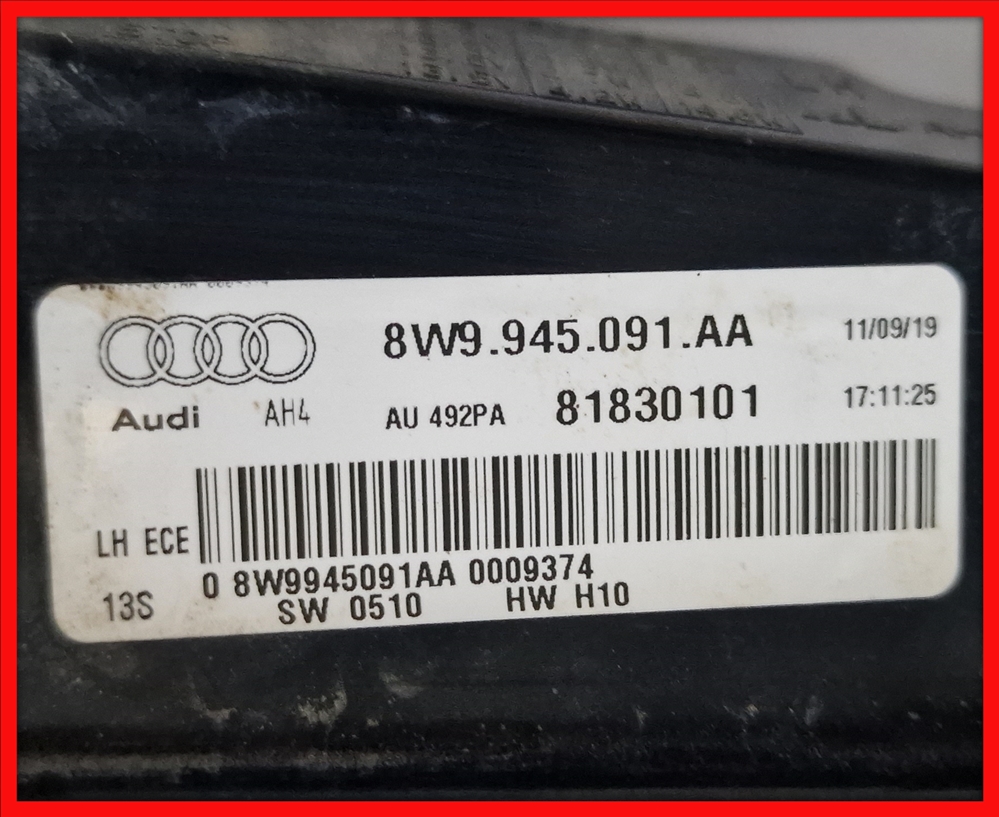 8W9.945.091.AA 11/09/19
Audi AH4 AU 492PA 81830101 17:11:25
LH ECE
0 8W9945091AA 0009374
13S SW 0510 HW H10